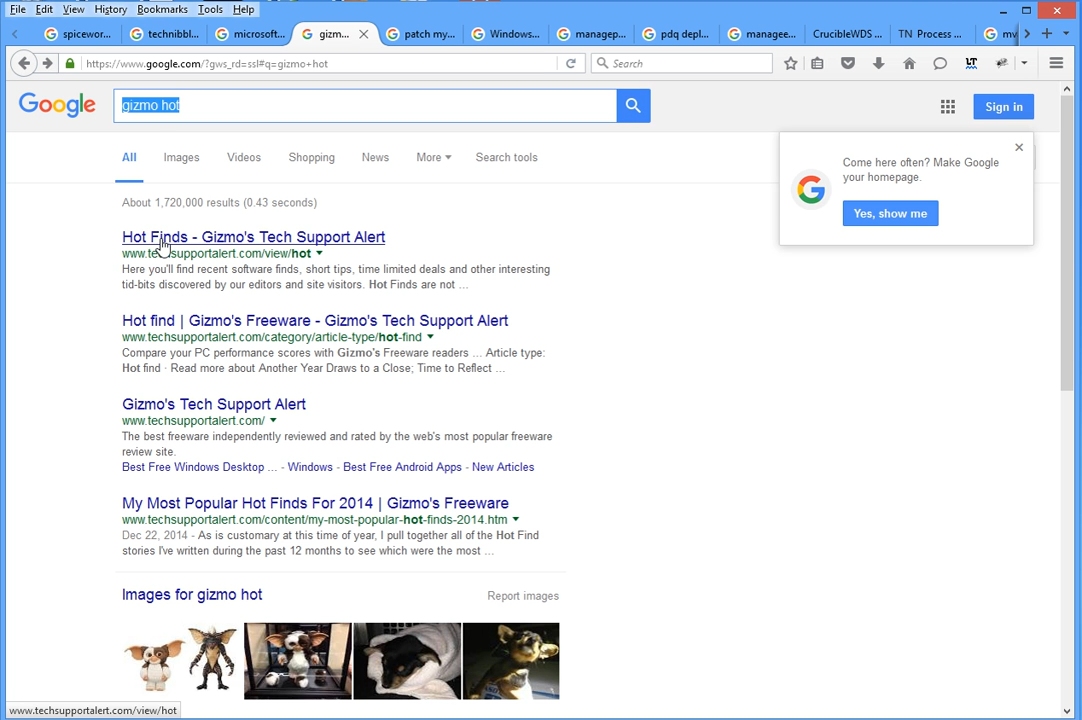 File Edit View History Bookmarks Tools Help
spicewor... technibbl... microsoft... gizm... patch my... Windows... managep... pdq depl... managee... CrucibleWDS ... TN Process ... my
https://www.google.com/?gws_rd=ssl#q=gizmo+hot Search LT
Google gizmo hot Sign in
All Images Videos Shopping News More Search tools
Come here often? Make Google
your homepage.
Yes, show me
About 1,720,000 results (0.43 seconds)
Hot Finds - Gizmo's Tech Support Alert
www.techsupportalert.com/view/hot
Here you'll find recent software finds, short tips, time limited deals and other interesting
tid-bits discovered by our editors and site visitors. Hot Finds are not ...
Hot find | Gizmo's Freeware - Gizmo's Tech Support Alert
www.techsupportalert.com/category/article-type/hot-find
Compare your PC performance scores with Gizmo's Freeware readers ... Article type:
Hot find · Read more about Another Year Draws to a Close; Time to Reflect ...
Gizmo's Tech Support Alert
www.techsupportalert.com/
The best freeware independently reviewed and rated by the web's most popular freeware
review site.
Best Free Windows Desktop ... - Windows - Best Free Android Apps - New Articles
My Most Popular Hot Finds For 2014 | Gizmo's Freeware
www.techsupportalert.com/content/my-most-popular-hot-finds-2014.htm
Dec 22, 2014 - As is customary at this time of year, I pull together all of the Hot Find
stories I've written during the past 12 months to see which were the most ...
Images for gizmo hot Report images
www.techsupportalert.com/view/hot